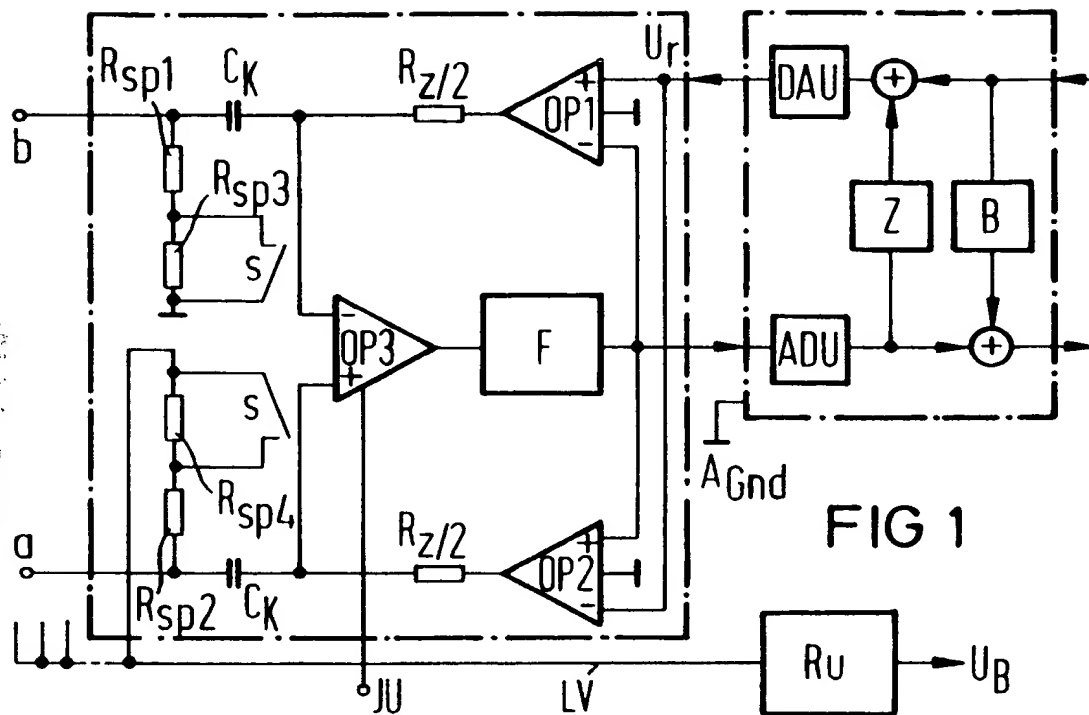 Rsp1
CK
Rz/2
Ur
+
OP1
-
DAU
+
b
Rsp3
S
Z
B
-
OP3
+
F
ADU
+
S
Rsp4
AGnd
FIG 1
a
Rsp2
CK
Rz/2
+
OP2
-
JU
LV
Ru
UB